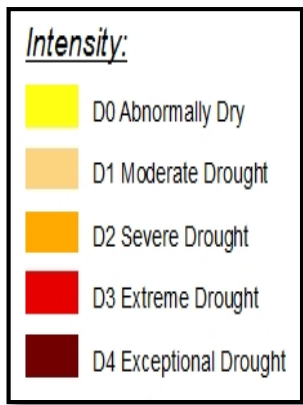 Intensity:
D0 Abnormally Dry
D1 Moderate Drought
D2 Severe Drought
D3 Extreme Drought
D4 Exceptional Drought